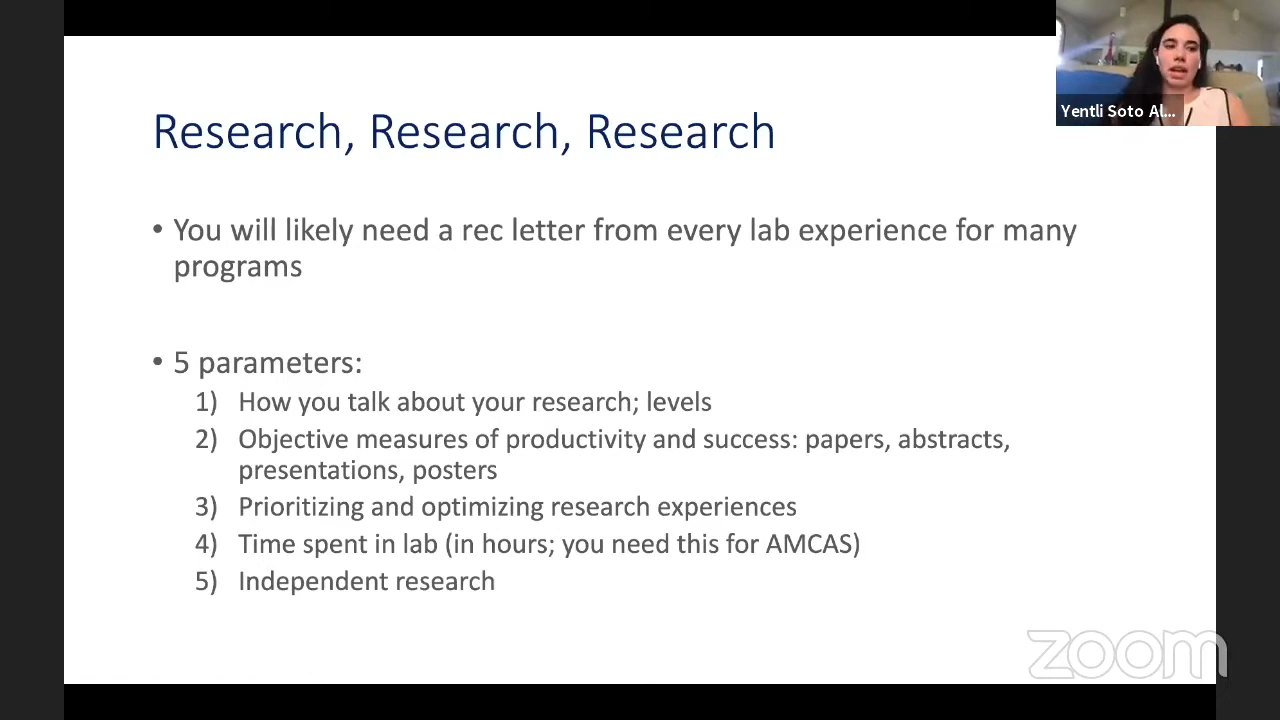 Yentli Soto Al...
Research, Research, Research
• You will likely need a rec letter from every lab experience for many
programs
• 5 parameters:
1) How you talk about your research; levels
2) Objective measures of productivity and success: papers, abstracts,
presentations, posters
3) Prioritizing and optimizing research experiences
4) Time spent in lab (in hours; you need this for AMCAS)
5) Independent research
zoom